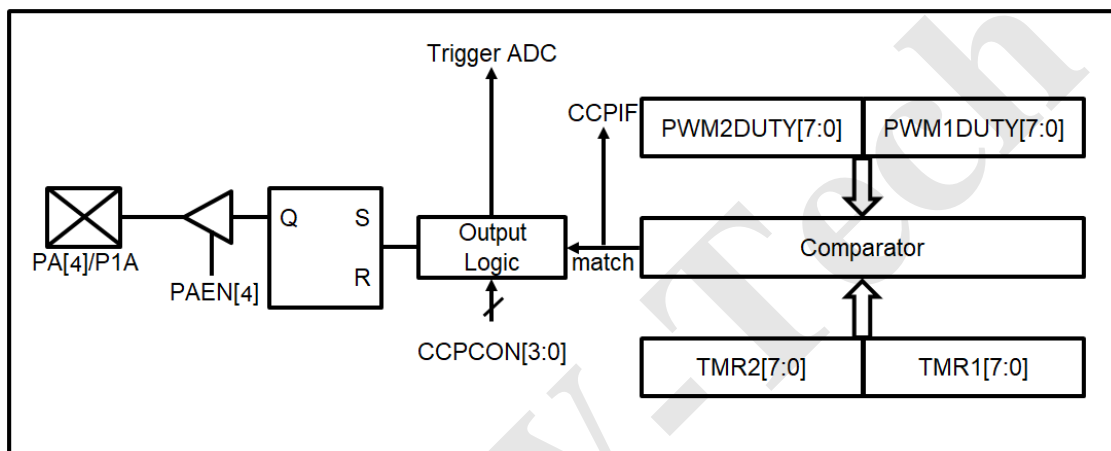 Trigger ADC
CCPIF
PWM2DUTY[7:0] PWM1DUTY[7:0]
Q S
R
Output
Logic
match
Comparator
PA[4]/P1A
PAEN[4]
CCPCON[3:0]
TMR2[7:0] TMR1[7:0]
V-Tech